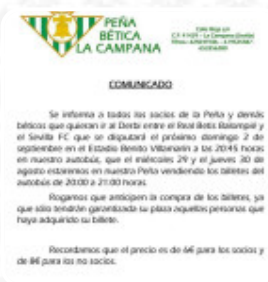 PEÑA
BÉTICA
LA CAMPANA
COMUNICADO
Se informa a todos los socios de la Peña y demás
béticos que quieran ir al Derbi entre el Real Betis Balompié y
el Sevilla FC que se disputará el próximo domingo 2 de
septiembre en el Estadio Benito Villamarín a las 20:45 horas
en nuestro autobús, que el miércoles 29 y el jueves 30 de
agosto estaremos en nuestra Peña vendiendo los billetes del
autobús de 20:00 a 21:00 horas.
Rogamos que anticipen la compra de los billetes, ya
que sólo tendrán garantizada su plaza aquellas personas que
haya adquirido su billete.
Recordamos que el precio es de 6€ para los socios y
de 8€ para los no socios.